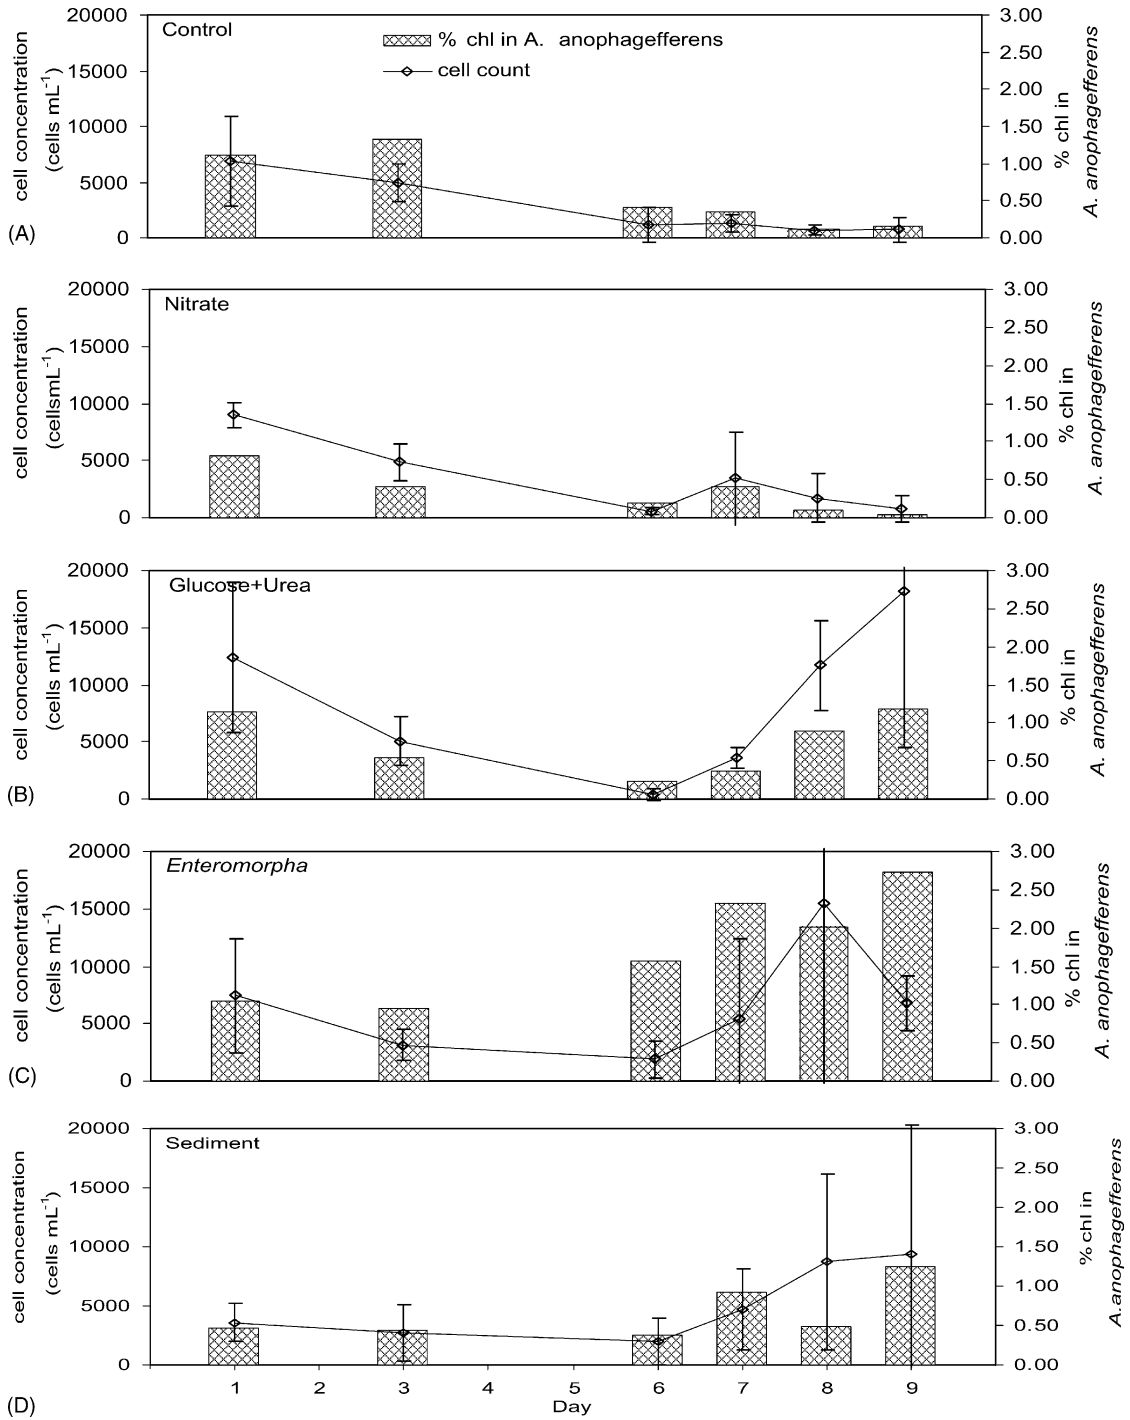 Control
% chl in A. anophagefferens
cell count
cell concentration
(cells mL-1)
20000
15000
10000
5000
0
3.00
2.50
2.00
1.50
1.00
0.50
0.00
% chl in
A. anophagefferens
(A)
Nitrate
cell concentration
(cellsmL-1)
20000
15000
10000
5000
0
3.00
2.50
2.00
1.50
1.00
0.50
0.00
% chl in
A. anophagefferens
Glucose+Urea
cell concentration
(cells mL-1)
20000
15000
10000
5000
0
3.00
2.50
2.00
1.50
1.00
0.50
0.00
% chl in
A. anophagefferens
(B)
Enteromorpha
cell concentration
(cells mL-1)
20000
15000
10000
5000
0
3.00
2.50
2.00
1.50
1.00
0.50
0.00
% chl in
A. anophagefferens
(C)
Sediment
cell concentration
(cells mL-1)
20000
15000
10000
5000
0
3.00
2.50
2.00
1.50
1.00
0.50
0.00
% chl in
A.anophagefferens
1 2 3 4 5 6 7 8 9
Day
(D)